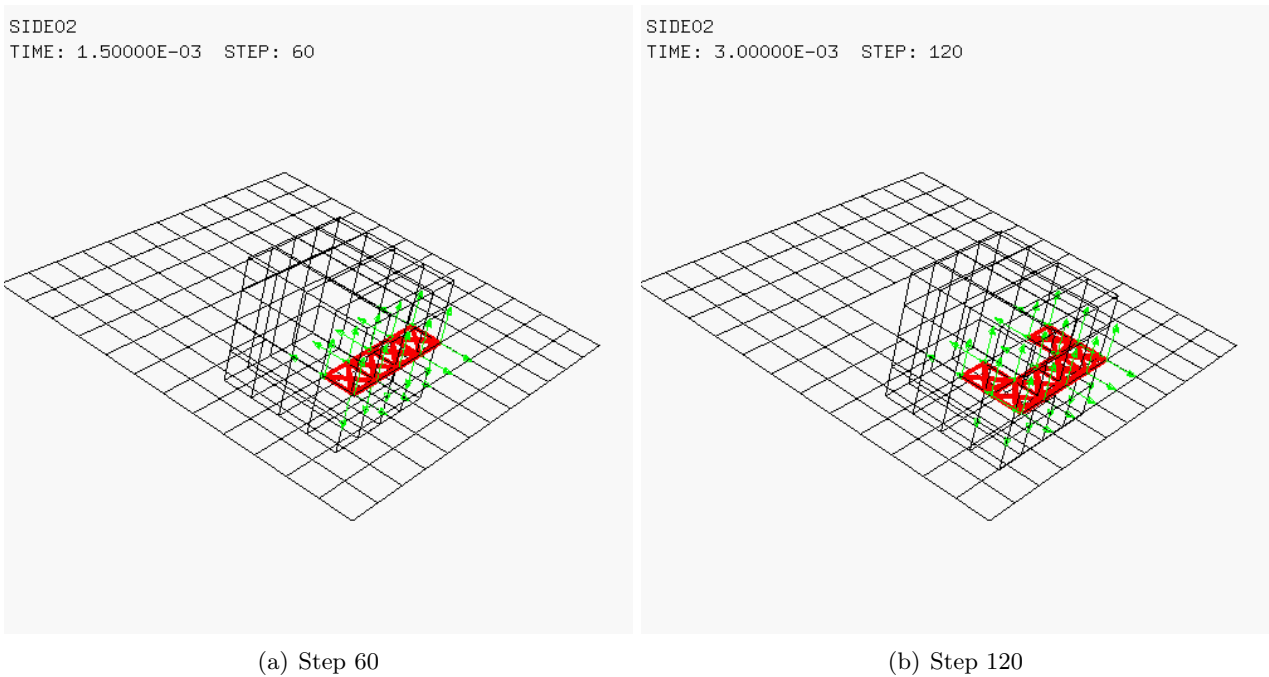 SIDE02
TIME: 1.50000E-03 STEP: 60
SIDE02
TIME: 3.00000E-03 STEP: 120
(a) Step 60
(b) Step 120